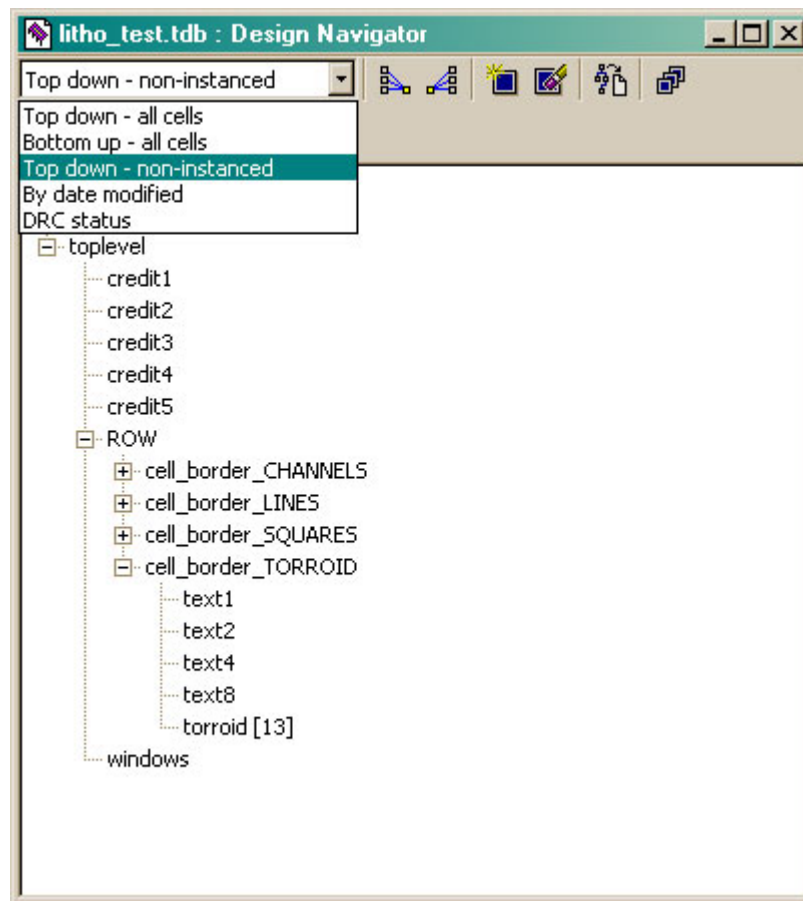 litho_test.tdb : Design Navigator
Top down - non-instanced
Top down - all cells
Bottom up - all cells
Top down - non-instanced
By date modified
DRC status
toplevel
credit1
credit2
credit3
credit4
credit5
ROW
cell_border_CHANNELS
cell_border_LINES
cell_border_SQUARES
cell_border_TORROID
text1
text2
text4
text8
torroid [13]
windows